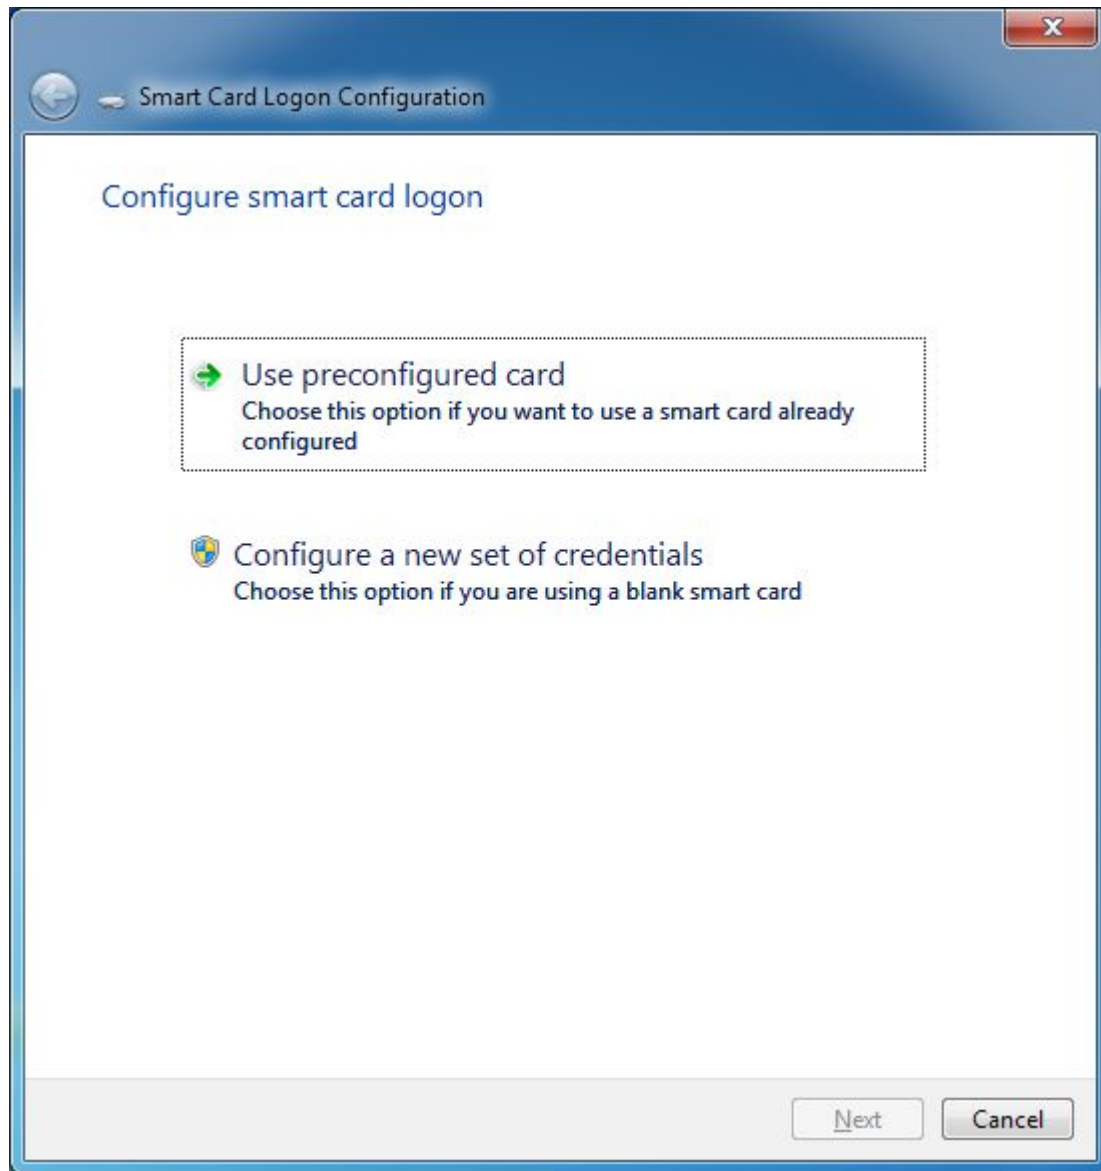 Smart Card Logon Configuration
Configure smart card logon
Use preconfigured card
Choose this option if you want to use a smart card already
configured
Configure a new set of credentials
Choose this option if you are using a blank smart card
Next
Cancel